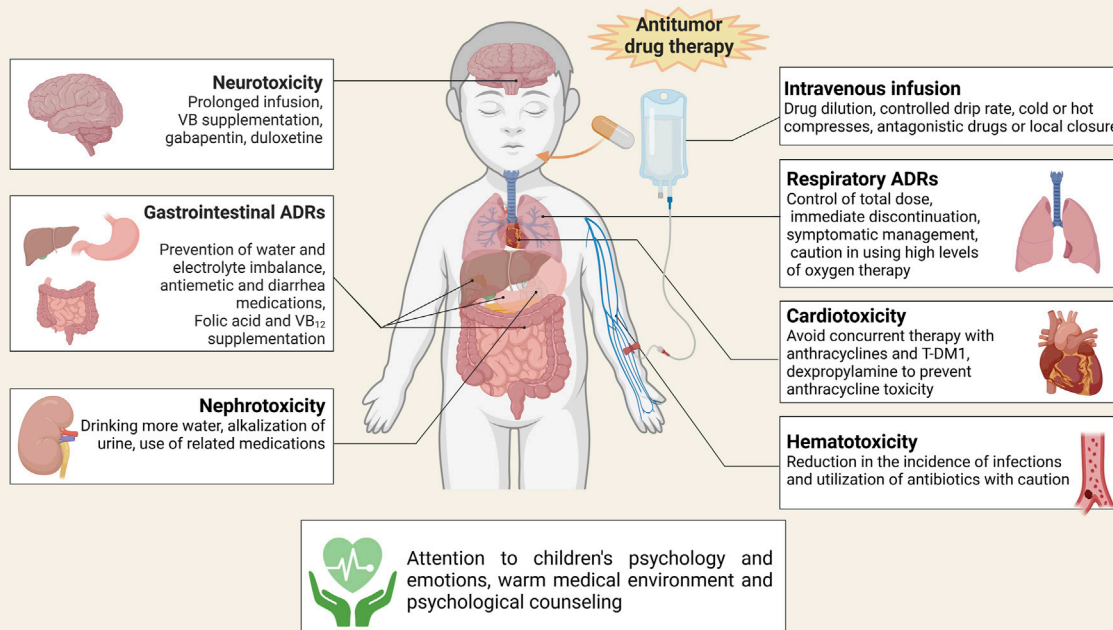 Antitumor
drug therapy
Neurotoxicity
Prolonged infusion,
VB supplementation,
gabapentin, duloxetine
Gastrointestinal ADRs
Prevention of water and
electrolyte imbalance,
antiemetic and diarrhea
medications,
Folic acid and VB₁₂
supplementation
Nephrotoxicity
Drinking more water, alkalization of
urine, use of related medications
Intravenous infusion
Drug dilution, controlled drip rate, cold or hot
compresses, antagonistic drugs or local closure
Respiratory ADRs
Control of total dose,
immediate discontinuation,
symptomatic management,
caution in using high levels
of oxygen therapy
Cardiotoxicity
Avoid concurrent therapy with
anthracyclines and T-DM1,
dexpropylamine to prevent
anthracycline toxicity
Hematotoxicity
Reduction in the incidence of infections
and utilization of antibiotics with caution
Attention to children's psychology and
emotions, warm medical environment and
psychological counseling